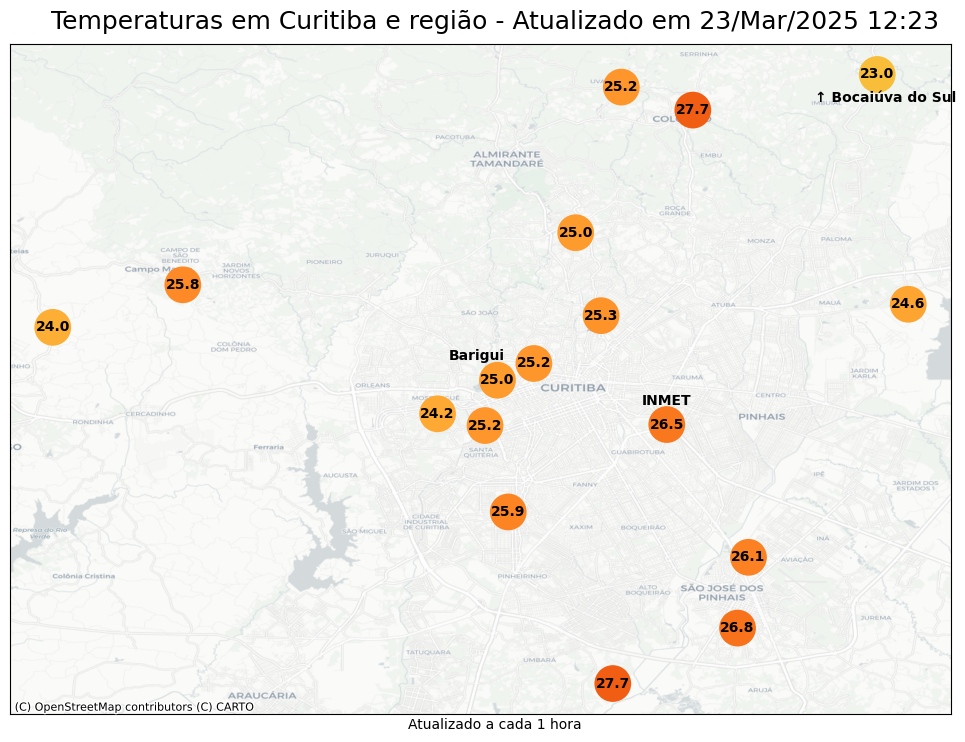 Temperaturas em Curitiba e região - Atualizado em 23/Mar/2025 12:23
SERRINHA
23.0
25.2
↑ Bocaiúva do Sul
27.7
PACOTUBA
ALMIRANTE
TAMANDARÉ
EMBU
ROÇA
GRANDE
25.0
MONZA
PALOMA
CAMPO DE
SÃO
BENEDITO
JURUQUI
PIONEIRO
JARDIM
NOVOS
HORIZONTES
25.8
24.0
SÃO JOÃO
25.3
ATUBA
MAUÁ
24.6
COLÔNIA
DOM PEDRO
Barigui
25.2
25.0
ORLEANS
CURITIBA
TARUMÃ
JARDIM
KARLA
CENTRO
INMET
24.2
25.2
26.5
PINHAIS
CERCADINHO
RONDINHA
Ferraria
SANTA
QUITÉRIA
GUABIROTUBA
AUGUSTA
IPÊ
FANNY
JARDIM DOS
ESTADOS 1
25.9
CIDADE
INDUSTRIAL
DE CURITIBA
SÃO MIGUEL
XAXIM
BOQUEIRÃO
Represa do Rio
Verde
INÁ
26.1
AVIAÇÃO
Colônia Cristina
PINHEIRINHO
ALTO
BOQUEIRÃO
SÃO JOSÉ DOS
PINHAIS
JUREMA
26.8
TATUQUARA
UMBARÁ
27.7
ARUJÁ
ARAUCÁRIA
(C) OpenStreetMap contributors (C) CARTO
Atualizado a cada 1 hora